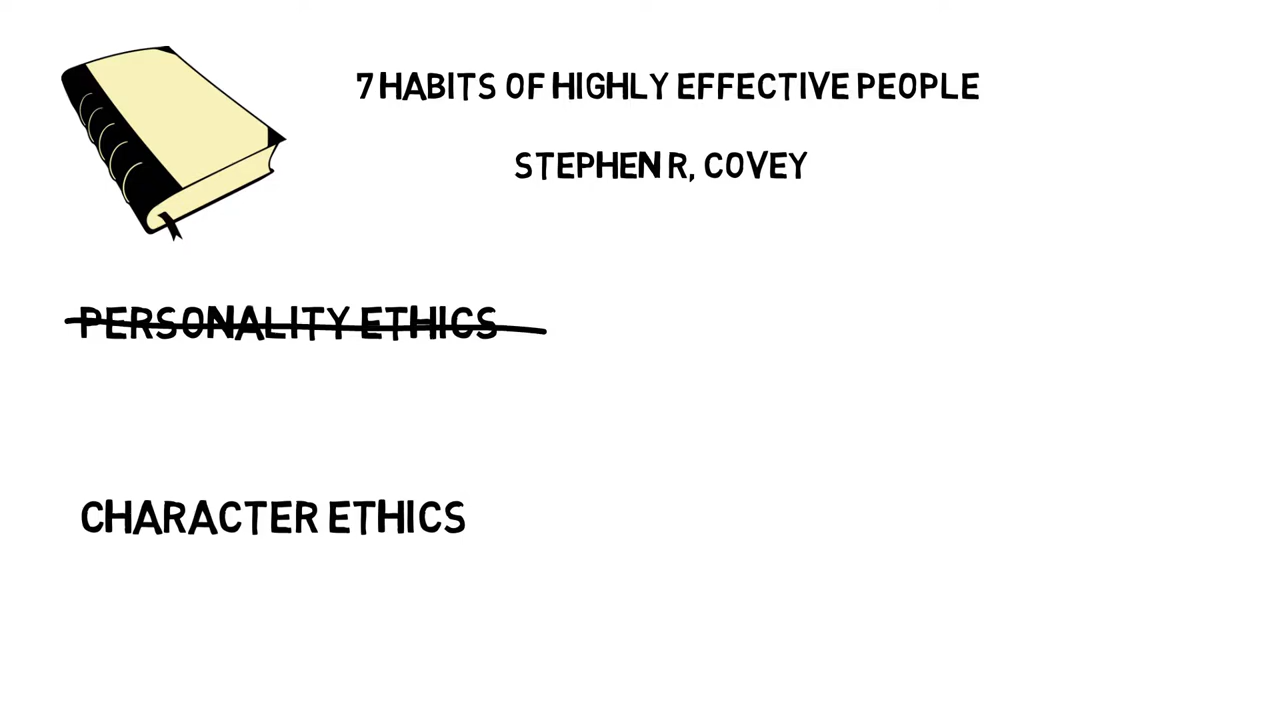 7 HABITS OF HIGHLY EFFECTIVE PEOPLE
STEPHEN R, COVEY
PERSONALITY ETHICS
CHARACTER ETHICS